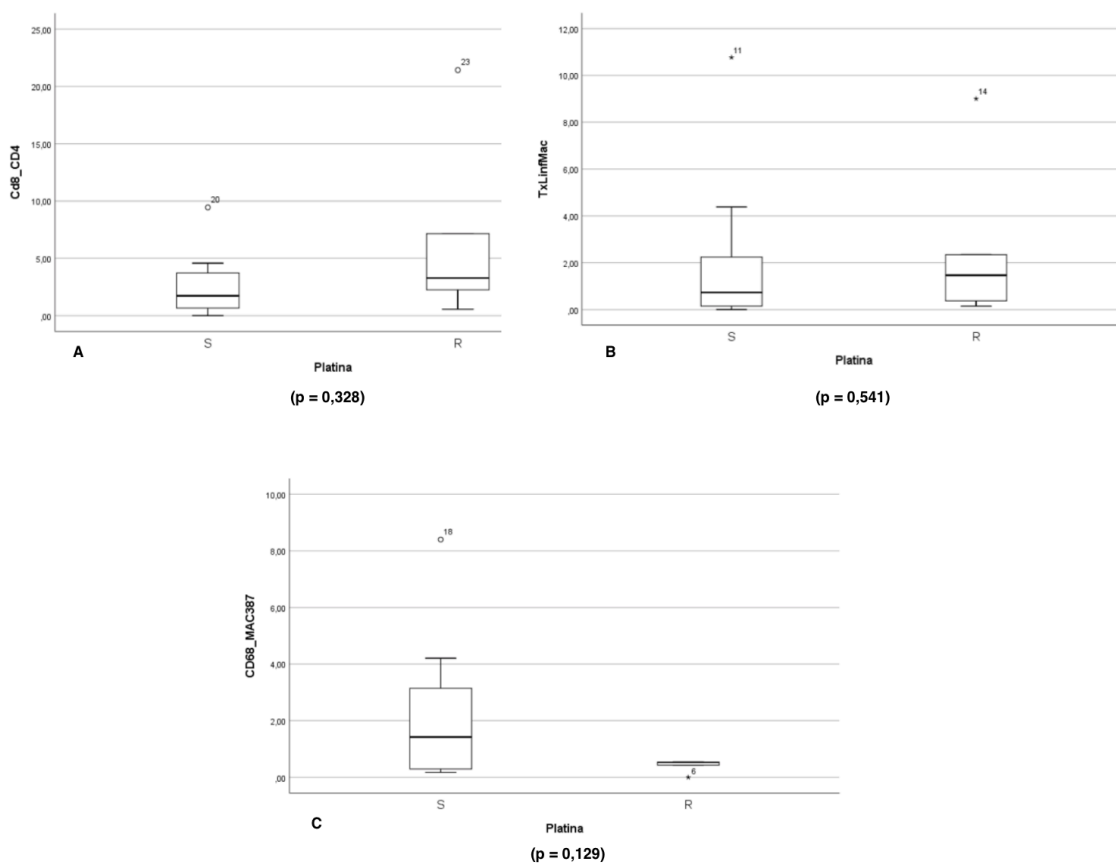 25,00
20,00
15,00
10,00
5,00
,00
Cd8_CD4
23
20
S R
A
Platina
(p = 0,328)
12,00
10,00
8,00
6,00
4,00
2,00
,00
TxLinfMac
11
14
S R
B
Platina
(p = 0,541)
10,00
8,00
6,00
4,00
2,00
,00
CD68_MAC387
18
6
S R
C
Platina
(p = 0,129)